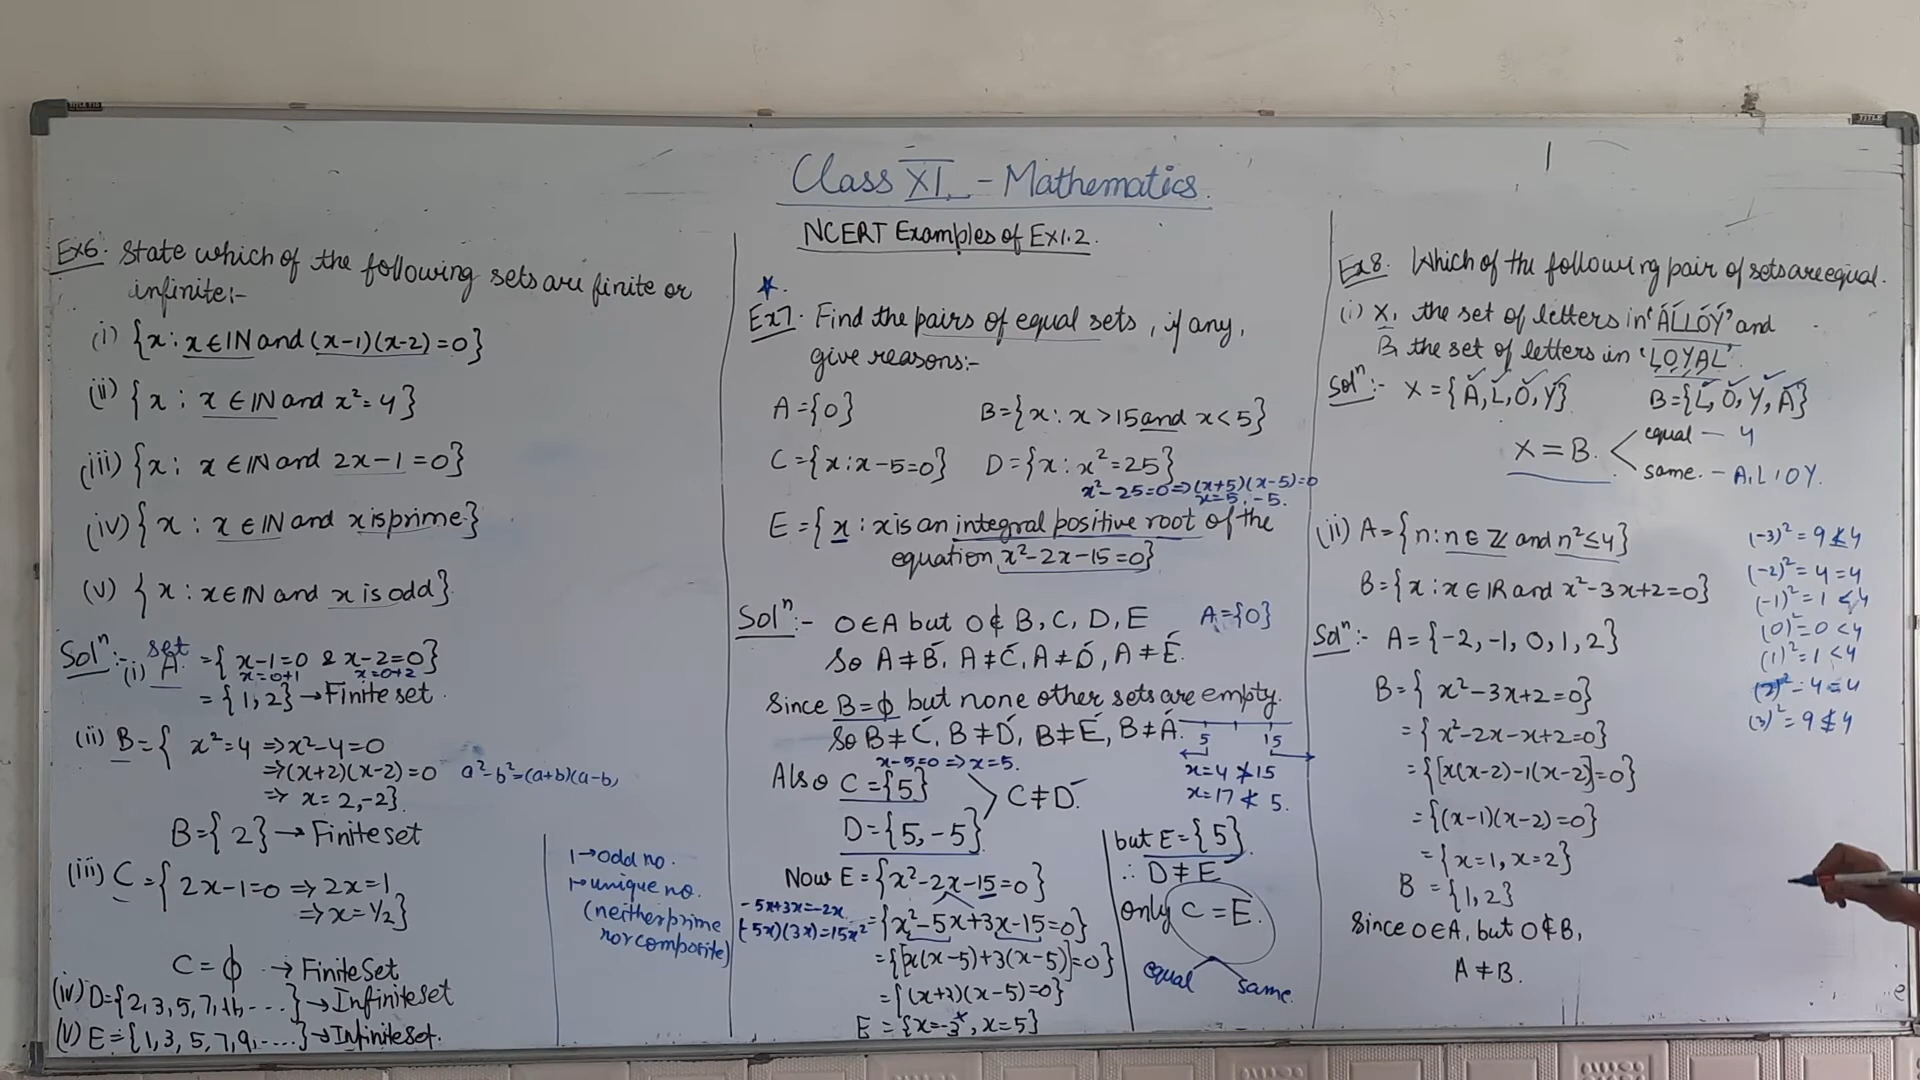 Class XI - Mathematics.
NCERT Examples of Ex1.2.
Ex6. State which of the following sets are finite or
infinite:-
(i) {x : x ∈ IN and (x-1)(x-2)=0}
(ii) {x : x ∈ IN and x²=4}
(iii) {x : x ∈ IN and 2x-1=0}
(iv) {x : x ∈ IN and x is prime}
(v) {x : x ∈ IN and x is odd}
Solⁿ:- set
(i) A = {x-1=0 & x-2=0}
x=0+1 x=0+2
= {1,2} → Finite set.
(ii) B = { x²=4 ⇒ x²-4=0
⇒ (x+2)(x-2)=0 a²-b²=(a+b)(a-b)
⇒ x=2,-2}.
B={2} → Finite set
(iii) C = { 2x-1=0 ⇒ 2x=1
⇒ x=1/2}
C=ϕ → Finite Set
(iv) D={2,3,5,7,11,....} → Infinite set
(v) E={1,3,5,7,9,....} → Infinite set.
1→odd no.
1→unique no.
(neither prime
nor composite)
Ex7. Find the pairs of equal sets, if any,
give reasons:-
A={0} B={x : x>15 and x<5}
C={x : x-5=0} D={x : x²=25}
x²-25=0 ⇒ (x+5)(x-5)=0
x=5, -5.
E={x : x is an integral positive root of the
equation x²-2x-15=0}
Solⁿ:- 0∈A but 0∉B, C, D, E A={0}
So A≠B, A≠C, A≠D, A≠E.
Since B=ϕ but none other sets are empty.
So B≠C, B≠D, B≠E, B≠A.
5 15
x=4 ≯ 15
x=17 ≮ 5.
x-5=0 ⇒ x=5.
Also C={5}
D={5,-5}
C≠D.
Now E={x²-2x-15=0}
-5x+3x=-2x
(-5x)(3x)=15x²
={x²-5x+3x-15=0}
={[x(x-5)+3(x-5)]=0}
={(x+3)(x-5)=0}
E={x=-3, x=5}
but E={5}.
∴ D≠E
only C=E.
equal same.
Ex8. Which of the following pair of sets are equal.
(i) X, the set of letters in 'ALLOY' and
B, the set of letters in 'LOYAL'.
Solⁿ:- X={A,L,O,Y} B={L,O,Y,A}
X=B.
equal - 4
same. - A,L,O,Y.
(ii) A={n : n∈Z and n²≤4}
B={x : x∈IR and x²-3x+2=0}
Solⁿ:- A={-2,-1,0,1,2}
B={ x²-3x+2=0}
={x²-2x-x+2=0}
={[x(x-2)-1(x-2)]=0}
={(x-1)(x-2)=0}
={x=1, x=2}
B={1,2}
Since 0∈A, but 0∉B,
A≠B.
(-3)²=9≰4
(-2)²=4=4
(-1)²=1<4
(0)²=0<4
(1)²=1<4
(2)²=4=4
(3)²=9≰4